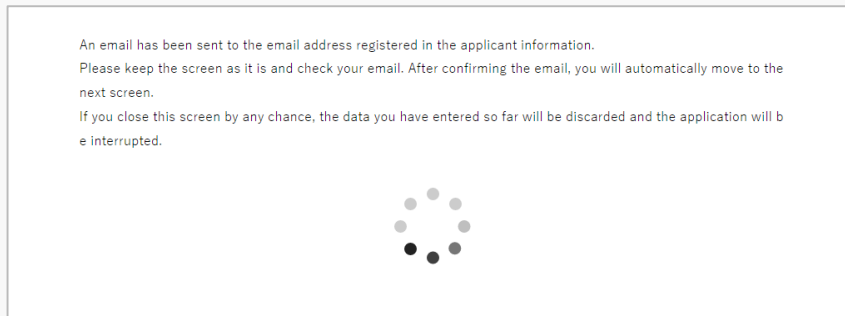 An email has been sent to the email address registered in the applicant information.
Please keep the screen as it is and check your email. After confirming the email, you will automatically move to the
next screen.
If you close this screen by any chance, the data you have entered so far will be discarded and the application will b
e interrupted.